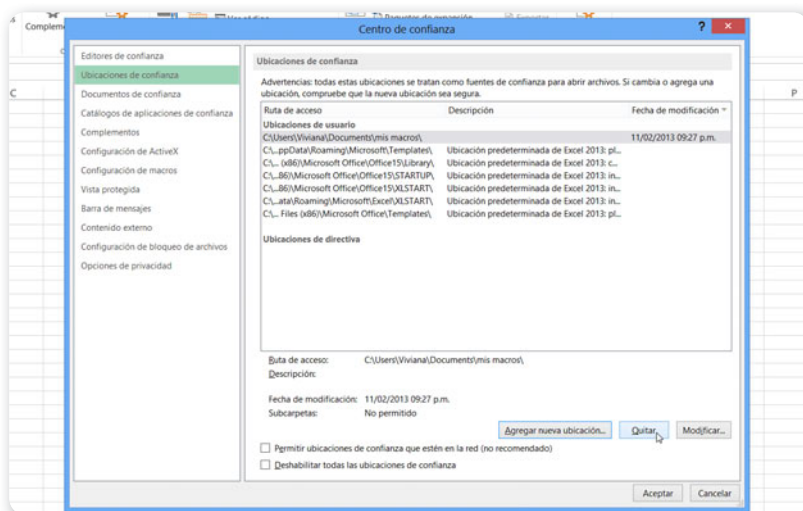 Complem
Centro de confianza
?
C
P
Editores de confianza
Ubicaciones de confianza
Documentos de confianza
Catálogos de aplicaciones de confianza
Complementos
Configuración de ActiveX
Configuración de macros
Vista protegida
Barra de mensajes
Contenido externo
Configuración de bloqueo de archivos
Opciones de privacidad
Ubicaciones de confianza
Advertencias: todas estas ubicaciones se tratan como fuentes de confianza para abrir archivos. Si cambia o agrega una
ubicación, compruebe que la nueva ubicación sea segura.
Ruta de acceso Descripción Fecha de modificación
Ubicaciones de usuario
C:\Users\Viviana\Documents\mis macros\ 11/02/2013 09:27 p.m.
C:\...ppData\Roaming\Microsoft\Templates\ Ubicación predeterminada de Excel 2013: pl...
C:\... (x86)\Microsoft Office\Office15\Library\ Ubicación predeterminada de Excel 2013: c...
C:\...86)\Microsoft Office\Office15\STARTUP\ Ubicación predeterminada de Excel 2013: in...
C:\...86)\Microsoft Office\Office15\XLSTART\ Ubicación predeterminada de Excel 2013: in...
C:\...ata\Roaming\Microsoft\Excel\XLSTART\ Ubicación predeterminada de Excel 2013: in...
C:\... Files (x86)\Microsoft Office\Templates\ Ubicación predeterminada de Excel 2013: pl...
Ubicaciones de directiva
Ruta de acceso: C:\Users\Viviana\Documents\mis macros\
Descripción:
Fecha de modificación: 11/02/2013 09:27 p.m.
Subcarpetas: No permitido
Agregar nueva ubicación... Quitar Modificar...
Permitir ubicaciones de confianza que estén en la red (no recomendado)
Deshabilitar todas las ubicaciones de confianza
Aceptar Cancelar